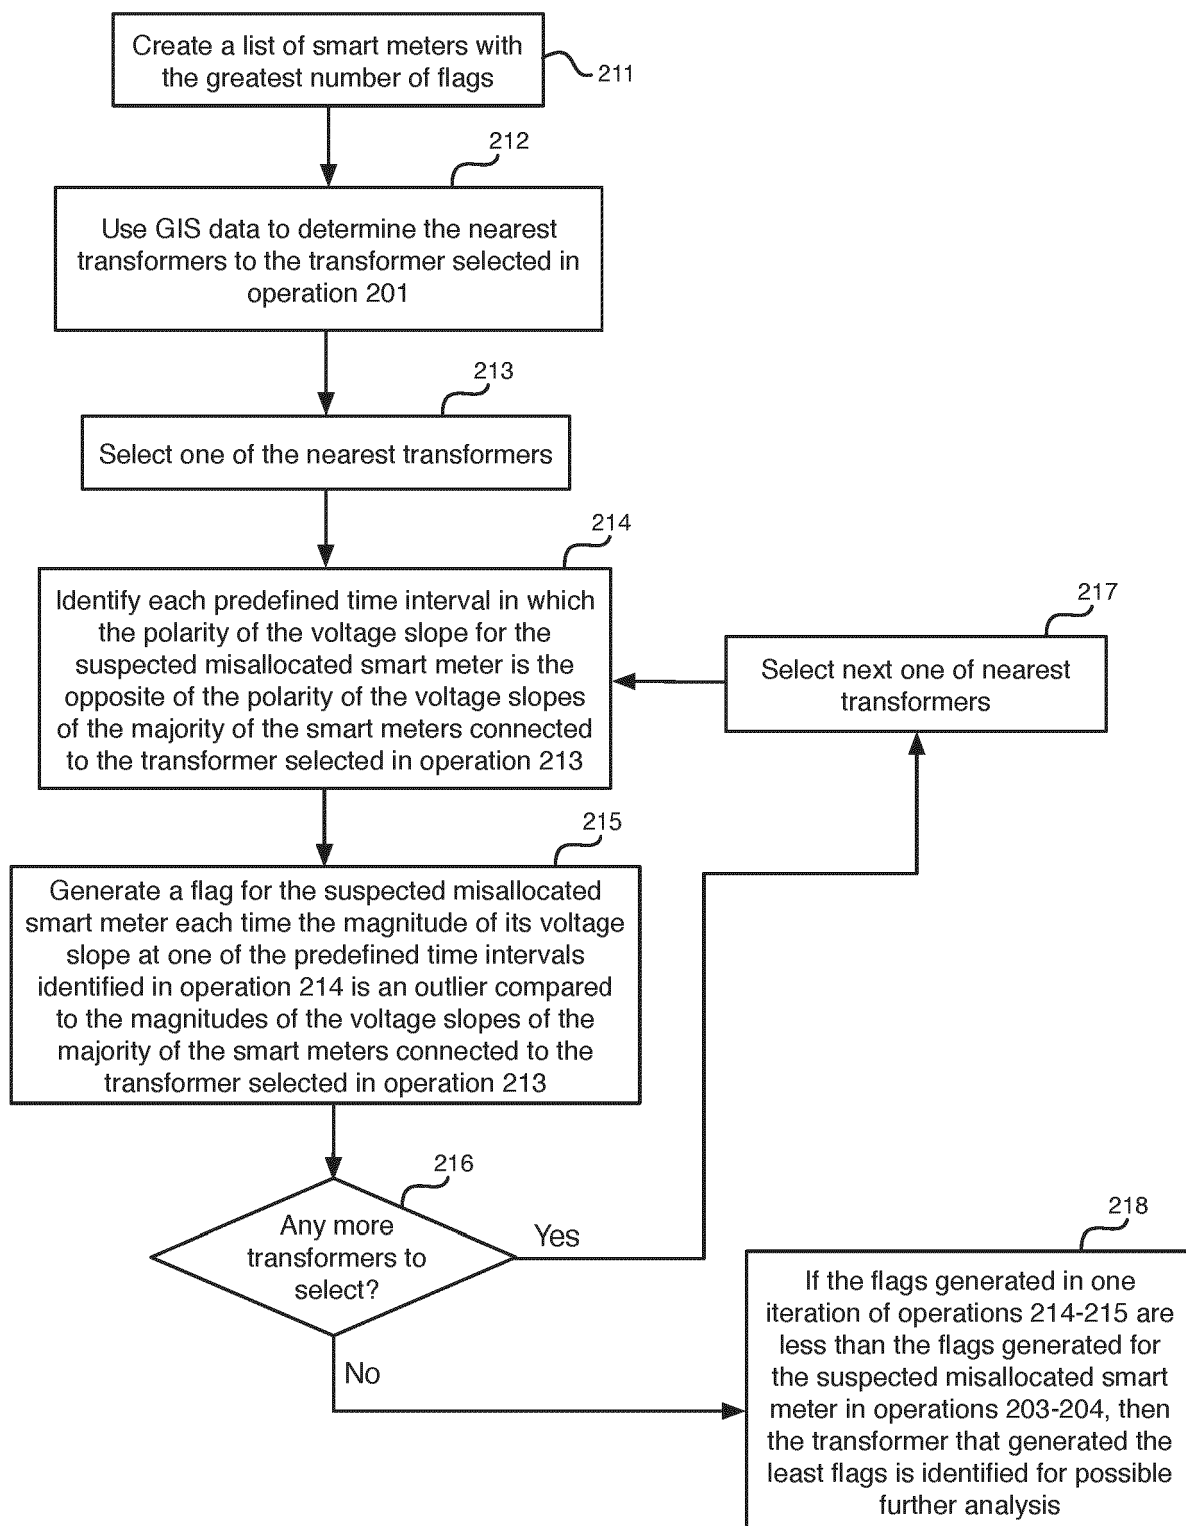 Create a list of smart meters with
the greatest number of flags
211
212
Use GIS data to determine the nearest
transformers to the transformer selected in
operation 201
213
Select one of the nearest transformers
214
Identify each predefined time interval in which
the polarity of the voltage slope for the
suspected misallocated smart meter is the
opposite of the polarity of the voltage slopes
of the majority of the smart meters connected
to the transformer selected in operation 213
217
Select next one of nearest
transformers
215
Generate a flag for the suspected misallocated
smart meter each time the magnitude of its voltage
slope at one of the predefined time intervals
identified in operation 214 is an outlier compared
to the magnitudes of the voltage slopes of the
majority of the smart meters connected to the
transformer selected in operation 213
216
Any more
transformers to
select?
Yes
No
218
If the flags generated in one
iteration of operations 214-215 are
less than the flags generated for
the suspected misallocated smart
meter in operations 203-204, then
the transformer that generated the
least flags is identified for possible
further analysis